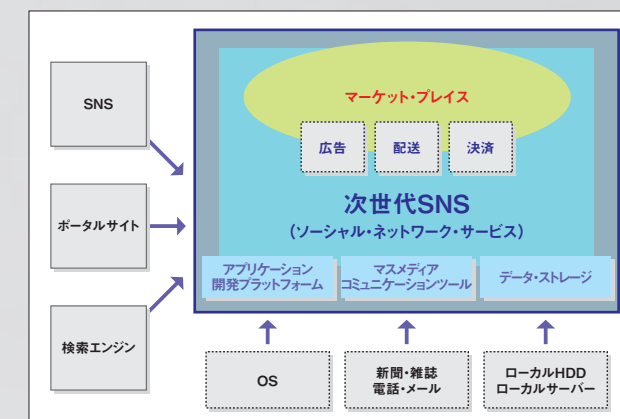 SNS
ポータルサイト
検索エンジン
マーケット・プレイス
広告
配送
決済
次世代SNS
（ソーシャル・ネットワーク・サービス）
アプリケーション
開発プラットフォーム
マスメディア
コミュニケーションツール
データ・ストレージ
OS
新聞・雑誌
電話・メール
ローカルHDD
ローカルサーバー